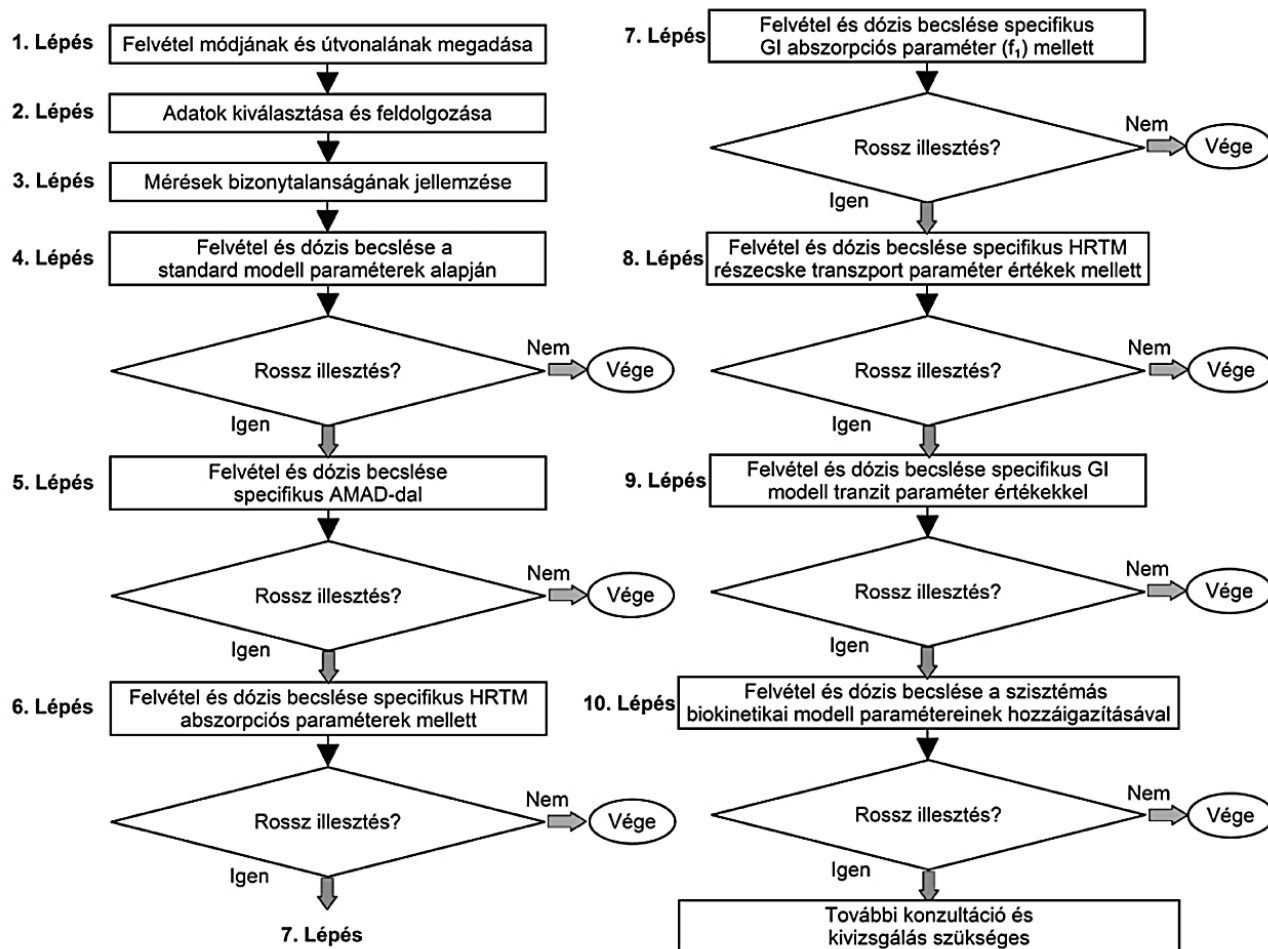 1. Lépés
Felvétel módjának és útvonalának megadása
2. Lépés
Adatok kiválasztása és feldolgozása
3. Lépés
Mérések bizonytalanságának jellemzése
4. Lépés
Felvétel és dózis becslése a
standard modell paraméterek alapján
Rossz illesztés?
Nem
Vége
Igen
5. Lépés
Felvétel és dózis becslése
specifikus AMAD-dal
Rossz illesztés?
Nem
Vége
Igen
6. Lépés
Felvétel és dózis becslése specifikus HRTM
abszorpciós paraméterek mellett
Rossz illesztés?
Nem
Vége
Igen
7. Lépés
7. Lépés
Felvétel és dózis becslése specifikus
GI abszorpciós paraméter (f₁) mellett
Rossz illesztés?
Nem
Vége
Igen
8. Lépés
Felvétel és dózis becslése specifikus HRTM
részecske transzport paraméter értékek mellett
Rossz illesztés?
Nem
Vége
Igen
9. Lépés
Felvétel és dózis becslése specifikus GI
modell tranzit paraméter értékekkel
Rossz illesztés?
Nem
Vége
Igen
10. Lépés
Felvétel és dózis becslése a szisztémás
biokinetikai modell paramétereinek hozzáigazításával
Rossz illesztés?
Nem
Vége
Igen
További konzultáció és
kivizsgálás szükséges